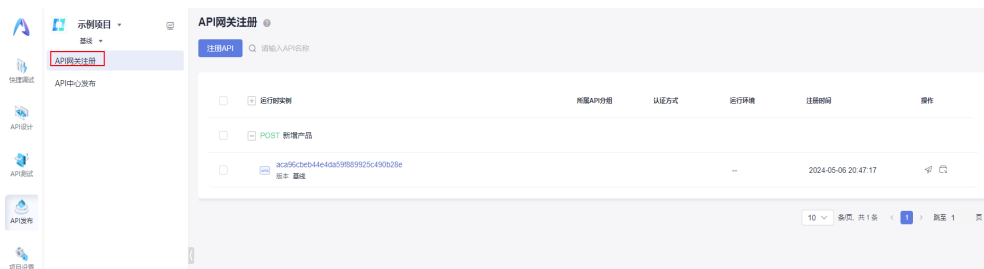 示例项目
基线
快捷调试
API设计
API测试
API发布
项目设置
API网关注册
API中心发布
API网关注册
注册API
请输入API名称
运行时实例 所属API分组 认证方式 运行环境 注册时间 操作
POST 新增产品
aca96cbeb44e4da59f889925c490b28e
版本 基线 -- 2024-05-06 20:47:17
10 条/页, 共 1 条 1 跳至 1 页